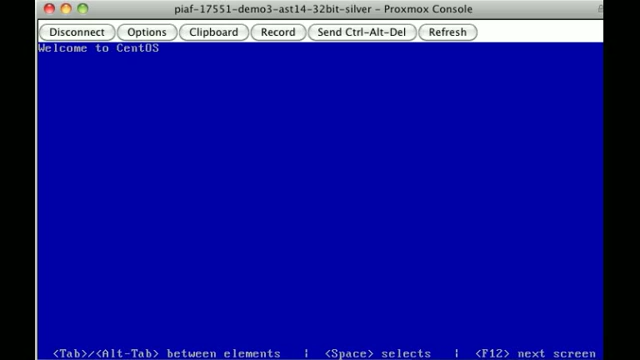 piaf-17551-demo3-ast14-32bit-silver - Proxmox Console
Disconnect Options Clipboard Record Send Ctrl-Alt-Del Refresh
Welcome to CentOS
<Tab>/<Alt-Tab> between elements | <Space> selects | <F12> next screen